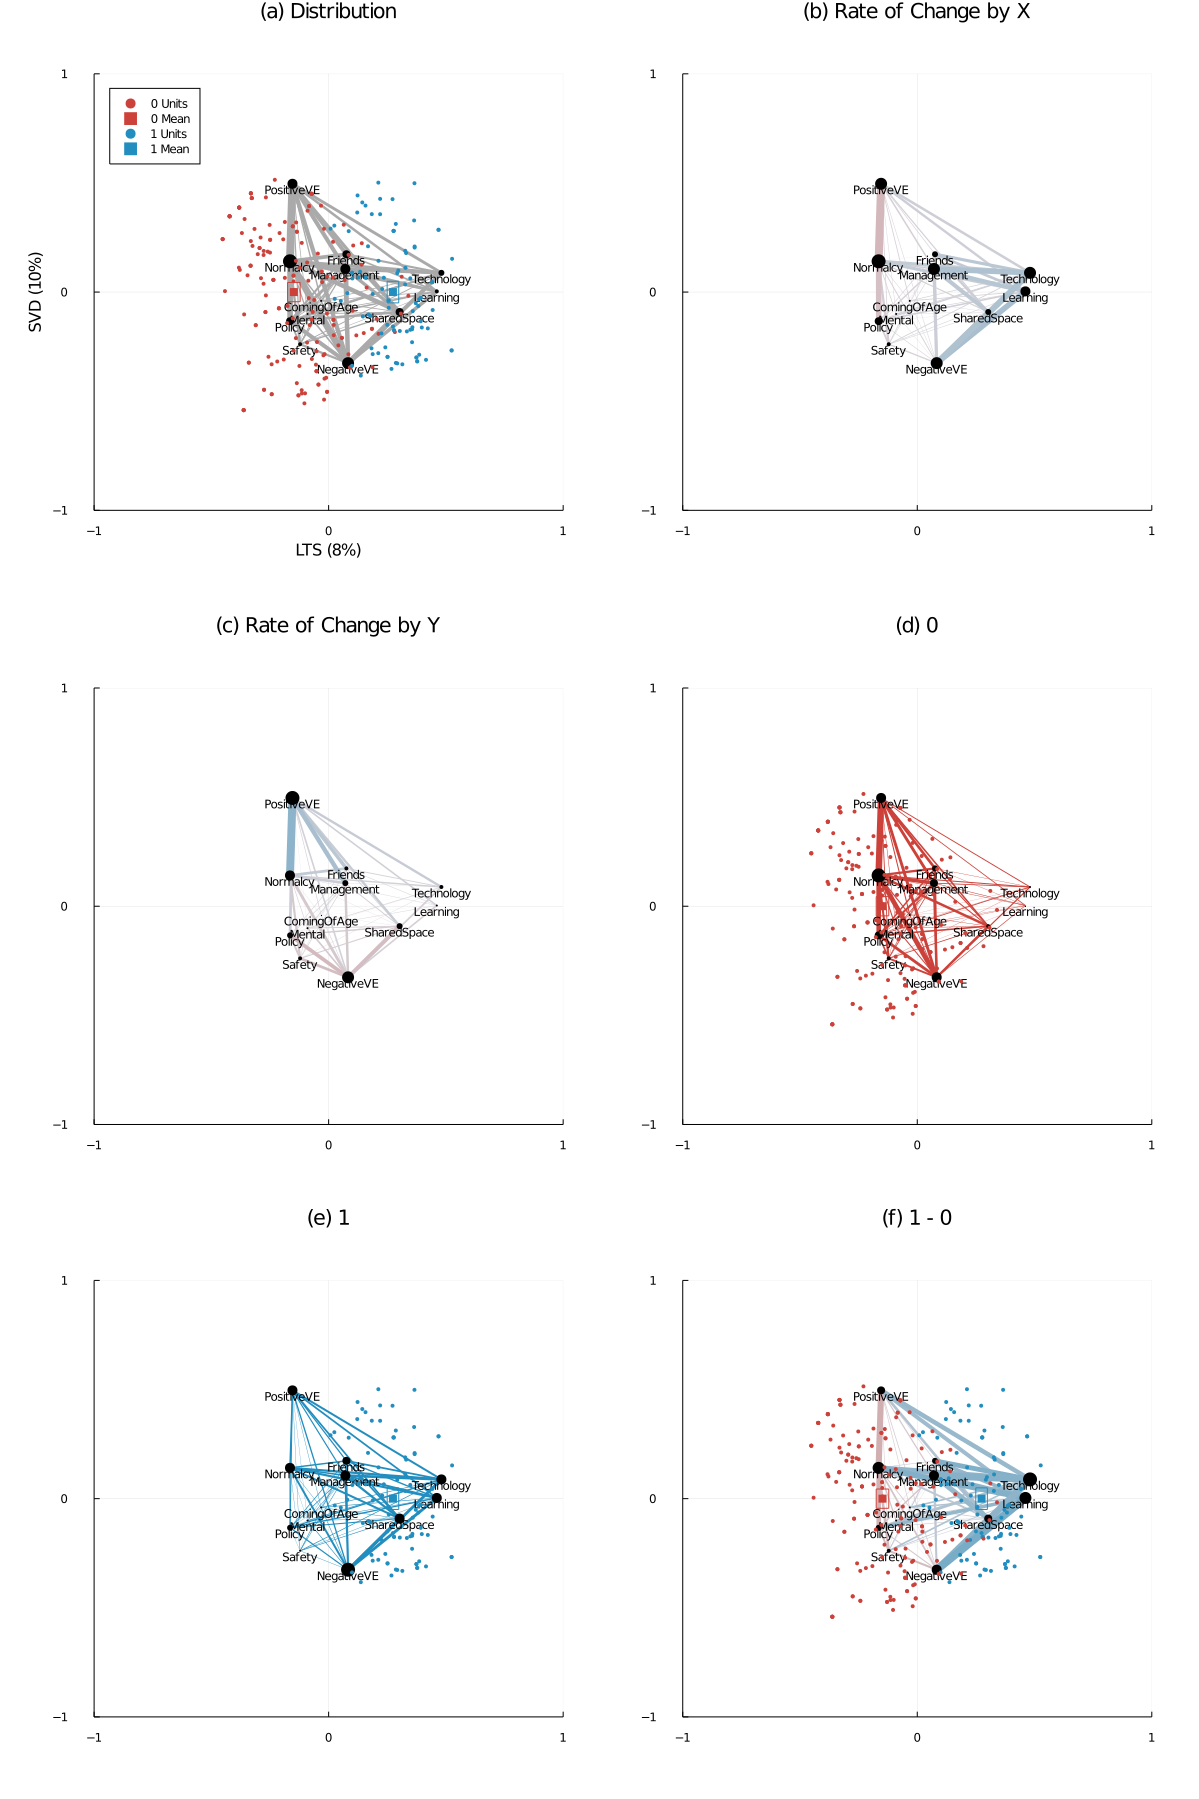 (a) Distribution
(b) Rate of Change by X
1
0 Units
0 Mean
1 Units
1 Mean
PositiveVE
Friends
Normalcy
Management
Technology
Learning
ComingOfAge
SharedSpace
Mental
Policy
Safety
NegativeVE
SVD (10%)
0
−1
−1
0
1
LTS (8%)
1
PositiveVE
Friends
Normalcy
Management
Technology
Learning
ComingOfAge
SharedSpace
Mental
Policy
Safety
NegativeVE
0
−1
−1
0
1
(c) Rate of Change by Y
(d) 0
1
PositiveVE
Friends
Normalcy
Management
Technology
Learning
ComingOfAge
SharedSpace
Mental
Policy
Safety
NegativeVE
0
−1
−1
0
1
1
PositiveVE
Friends
Normalcy
Management
Technology
Learning
ComingOfAge
SharedSpace
Mental
Policy
Safety
NegativeVE
0
−1
−1
0
1
(e) 1
(f) 1 - 0
1
PositiveVE
Friends
Normalcy
Management
Technology
Learning
ComingOfAge
SharedSpace
Mental
Policy
Safety
NegativeVE
0
−1
−1
0
1
1
PositiveVE
Friends
Normalcy
Management
Technology
Learning
ComingOfAge
SharedSpace
Mental
Policy
Safety
NegativeVE
0
−1
−1
0
1